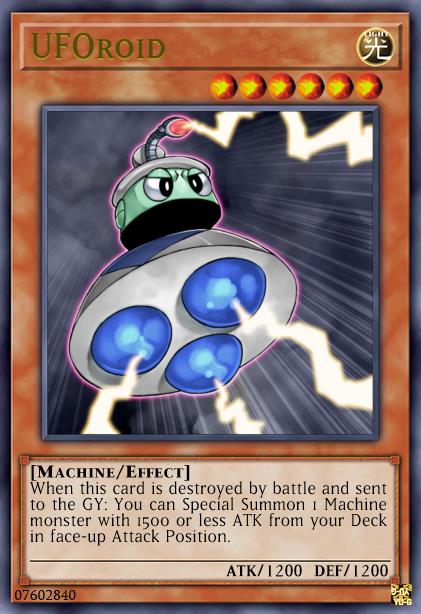 UFOroid
LIGHT
光
[Machine/Effect]
When this card is destroyed by battle and sent
to the GY: You can Special Summon 1 Machine
monster with 1500 or less ATK from your Deck
in face-up Attack Position.
ATK/1200 DEF/1200
07602840